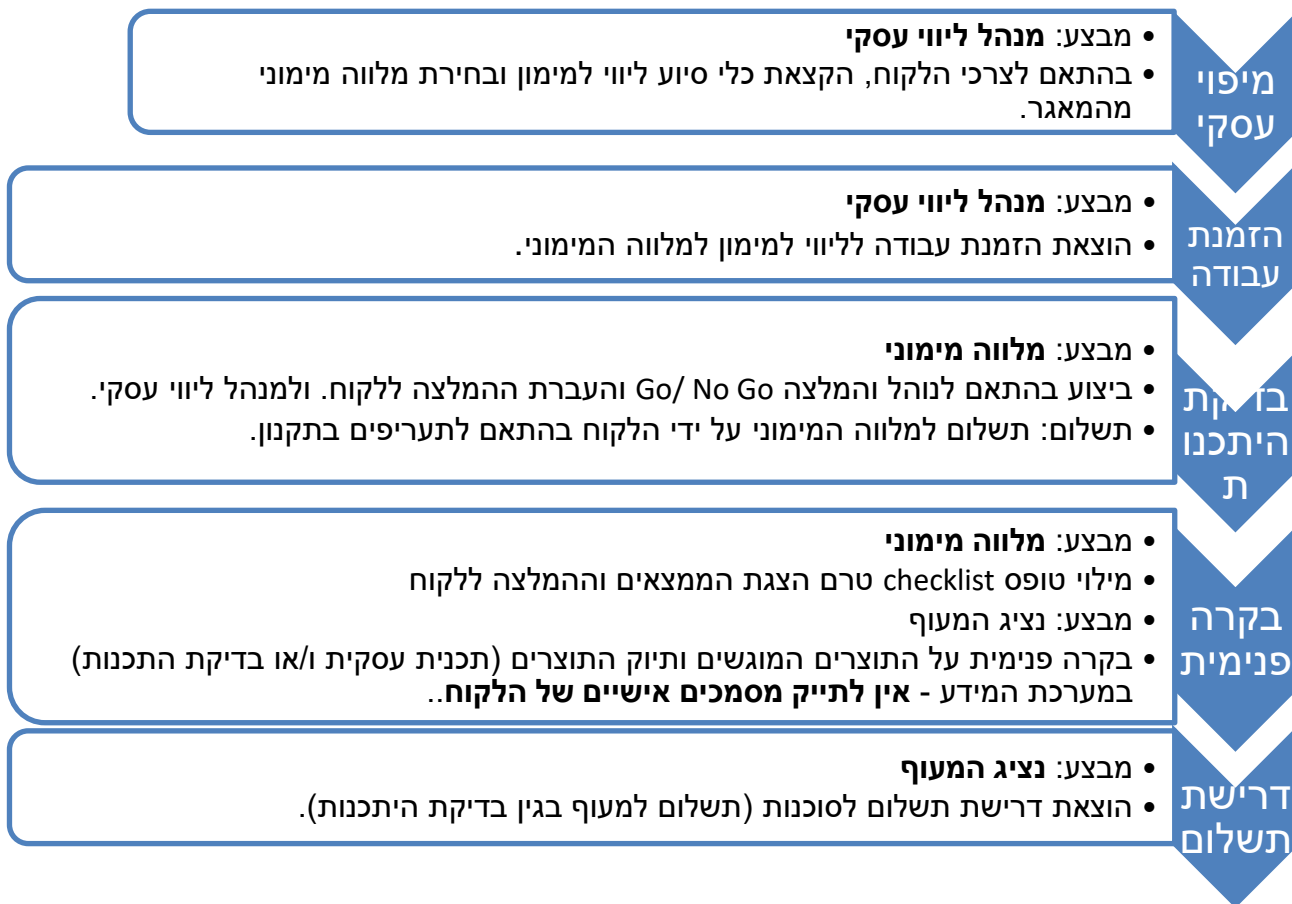 מיפוי
עסקי
• מבצע: מנהל ליווי עסקי
• בהתאם לצרכי הלקוח, הקצאת כלי סיוע ליווי למימון ובחירת מלווה מימוני
מהמאגר.
הזמנת
עבודה
• מבצע: מנהל ליווי עסקי
• הוצאת הזמנת עבודה לליווי למימון למלווה המימוני.
בדיקת
היתכנו
ת
• מבצע: מלווה מימוני
• ביצוע בהתאם לנוהל והמלצה Go/ No Go והעברת ההמלצה ללקוח. ולמנהל ליווי עסקי.
• תשלום: תשלום למלווה המימוני על ידי הלקוח בהתאם לתעריפים בתקנון.
בקרה
פנימית
• מבצע: מלווה מימוני
• מילוי טופס checklist טרם הצגת הממצאים וההמלצה ללקוח
• מבצע: נציג המעוף
• בקרה פנימית על התוצרים המוגשים ותיוק התוצרים (תכנית עסקית ו/או בדיקת התכנות)
במערכת המידע - אין לתייק מסמכים אישיים של הלקוח..
דרישת
תשלום
• מבצע: נציג המעוף
• הוצאת דרישת תשלום לסוכנות (תשלום למעוף בגין בדיקת היתכנות).